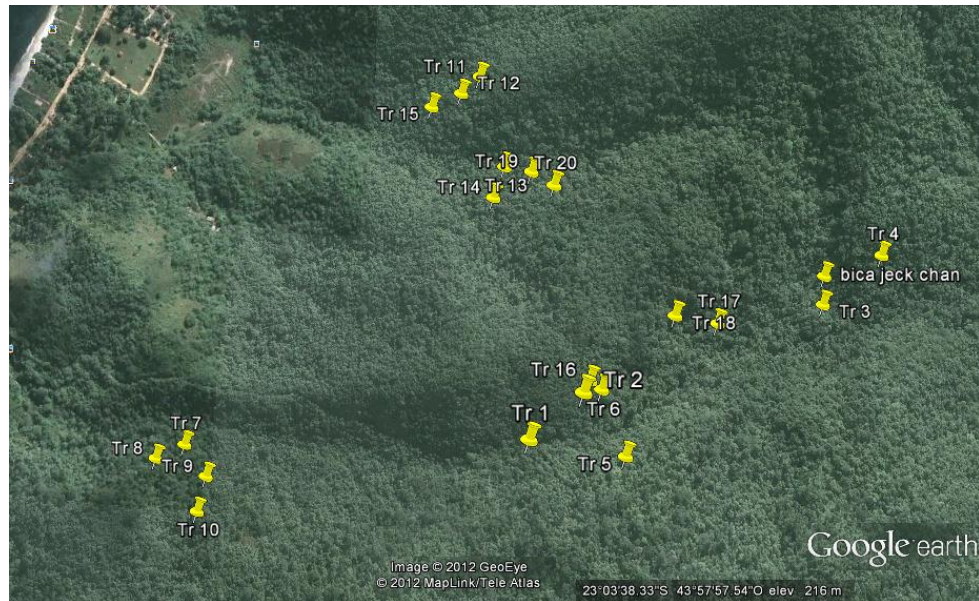 Tr 11
Tr 12
Tr 15
Tr 19 Tr 20
Tr 14 Tr 13
Tr 4
bica jeck chan
Tr 3
Tr 17
Tr 18
Tr 16 Tr 2
Tr 6
Tr 1
Tr 5
Tr 7
Tr 8
Tr 9
Tr 10
Google earth
Image © 2012 GeoEye
© 2012 MapLink/Tele Atlas
23°03'38.33"S 43°57'57 54"O elev 216 m